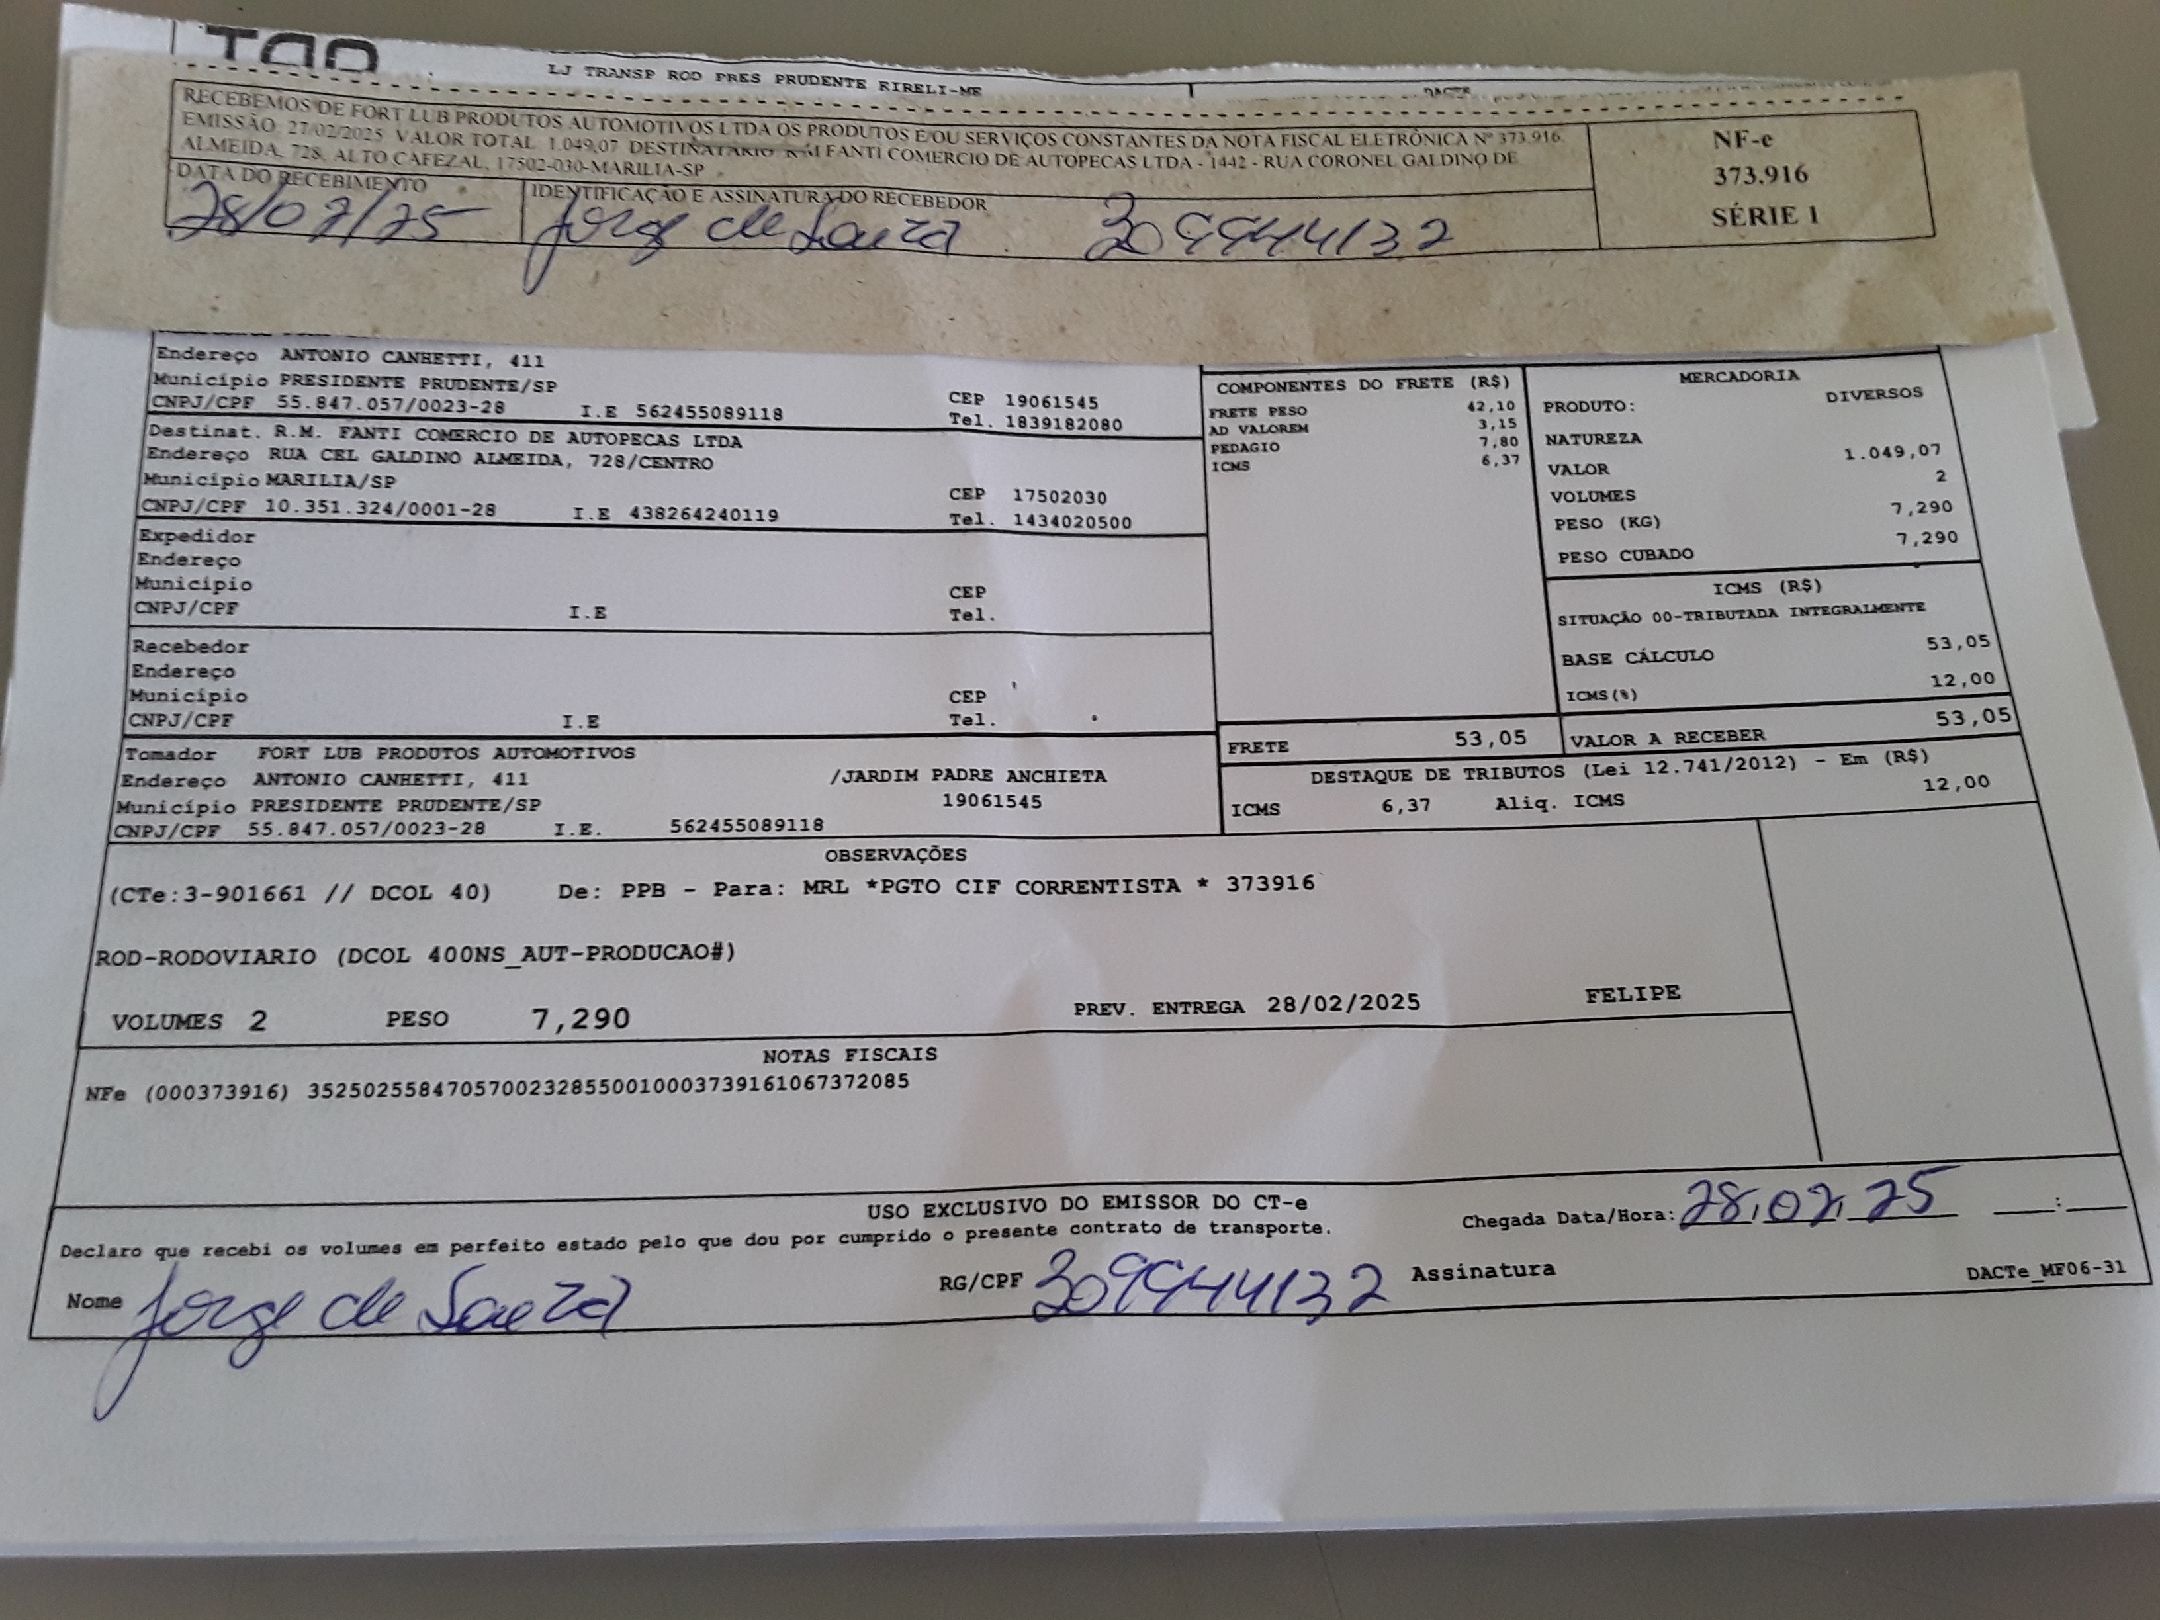 LJ TRANSP ROD PRES PRUDENTE EIRELI-ME
DACTE
RECEBEMOS DE FORT LUB PRODUTOS AUTOMOTIVOS LTDA OS PRODUTOS E/OU SERVIÇOS CONSTANTES DA NOTA FISCAL ELETRÔNICA Nº 373.916.
EMISSÃO: 27/02/2025 VALOR TOTAL: 1.049,07 DESTINATÁRIO: FANTI COMERCIO DE AUTOPECAS LTDA - 1442 - RUA CORONEL GALDINO DE
ALMEIDA, 728, ALTO CAFEZAL, 17502-030-MARILIA-SP
NF-e
373.916
SÉRIE 1
DATA DO RECEBIMENTO
28/02/25
IDENTIFICAÇÃO E ASSINATURA DO RECEBEDOR
Jorge de Souza 309944132
Endereço ANTONIO CANHETTI, 411
Município PRESIDENTE PRUDENTE/SP CEP 19061545
CNPJ/CPF 55.847.057/0023-28 I.E 562455089118 Tel. 1839182080
Destinat. R.M. FANTI COMERCIO DE AUTOPECAS LTDA
Endereço RUA CEL GALDINO ALMEIDA, 728/CENTRO
Município MARILIA/SP CEP 17502030
CNPJ/CPF 10.351.324/0001-28 I.E 438264240119 Tel. 1434020500
Expedidor
Endereço
Município CEP
CNPJ/CPF I.E Tel.
Recebedor
Endereço
Município CEP
CNPJ/CPF I.E Tel.
Tomador FORT LUB PRODUTOS AUTOMOTIVOS
Endereço ANTONIO CANHETTI, 411 /JARDIM PADRE ANCHIETA
Município PRESIDENTE PRUDENTE/SP 19061545
CNPJ/CPF 55.847.057/0023-28 I.E. 562455089118
COMPONENTES DO FRETE (R$)
FRETE PESO 42,10
AD VALOREM 3,15
PEDAGIO 7,80
ICMS 6,37
FRETE 53,05
MERCADORIA
PRODUTO: DIVERSOS
NATUREZA
VALOR 1.049,07
VOLUMES 2
PESO (KG) 7,290
PESO CUBADO 7,290
ICMS (R$)
SITUAÇÃO 00-TRIBUTADA INTEGRALMENTE
BASE CÁLCULO 53,05
ICMS(%) 12,00
VALOR A RECEBER 53,05
DESTAQUE DE TRIBUTOS (Lei 12.741/2012) - Em (R$)
ICMS 6,37 Aliq. ICMS 12,00
OBSERVAÇÕES
(CTe:3-901661 // DCOL 40) De: PPB - Para: MRL *PGTO CIF CORRENTISTA * 373916
ROD-RODOVIARIO (DCOL 400NS_AUT-PRODUCAO#)
VOLUMES 2 PESO 7,290 PREV. ENTREGA 28/02/2025 FELIPE
NOTAS FISCAIS
NFe (000373916) 35250255847057002328550010003739161067372085
USO EXCLUSIVO DO EMISSOR DO CT-e
Declaro que recebi os volumes em perfeito estado pelo que dou por cumprido o presente contrato de transporte.
Chegada Data/Hora: 28/02/25 __:__
Nome Jorge de Souza RG/CPF 309944132 Assinatura
DACTe_MF06-31